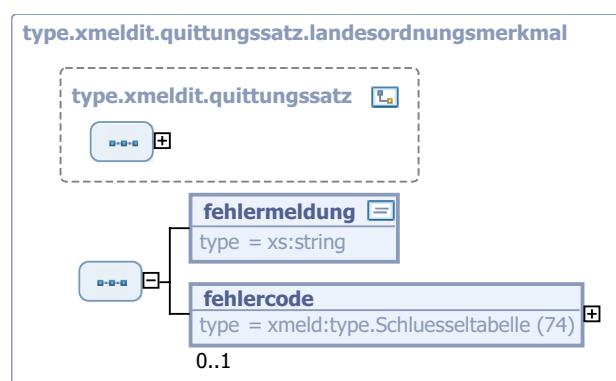 type.xmeldit.quittungssatz.landesordnungsmerkmal
type.xmeldit.quittungssatz
fehlermeldung
type = xs:string
fehlercode
type = xmeld:type.Schluesseltabelle (74)
0..1